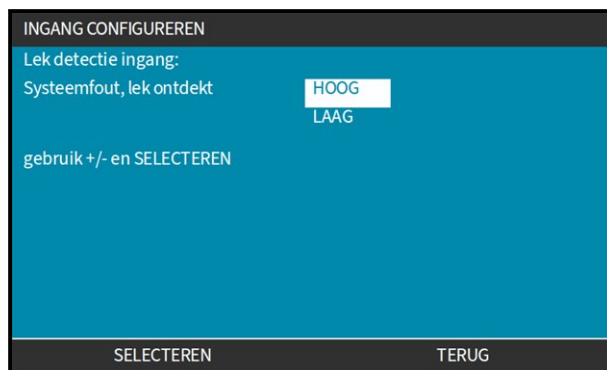 INGANG CONFIGUREREN
Lek detectie ingang:
Systeemfout, lek ontdekt HOOG
LAAG
gebruik +/- en SELECTEREN
SELECTEREN TERUG